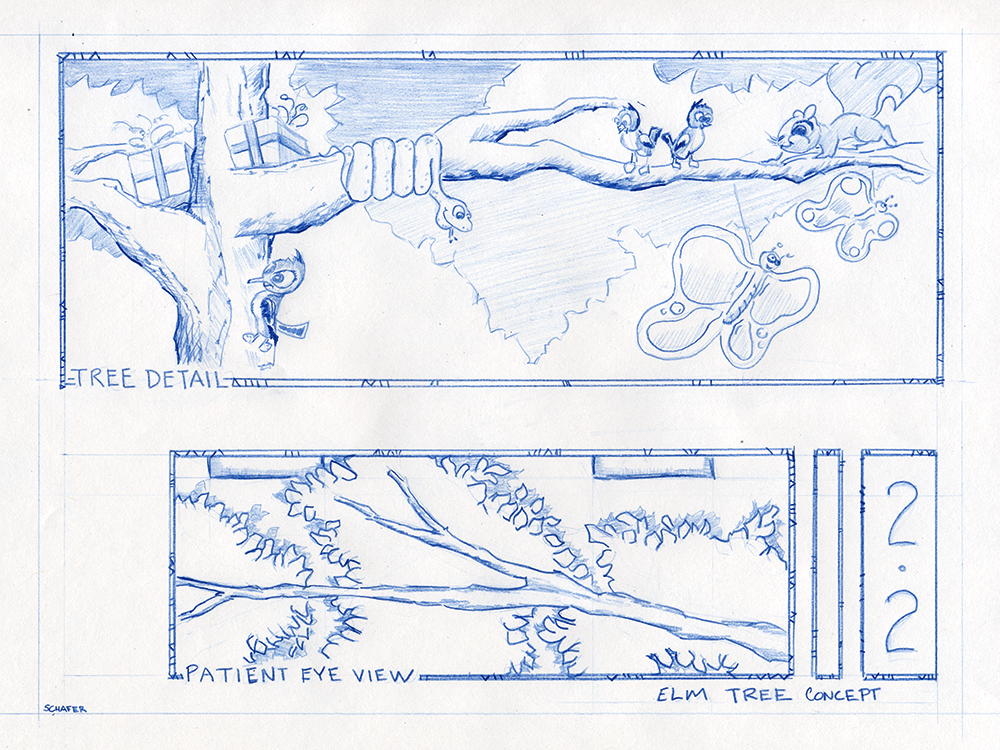 TREE DETAIL
2.2
PATIENT EYE VIEW
ELM TREE CONCEPT
SCHAFER